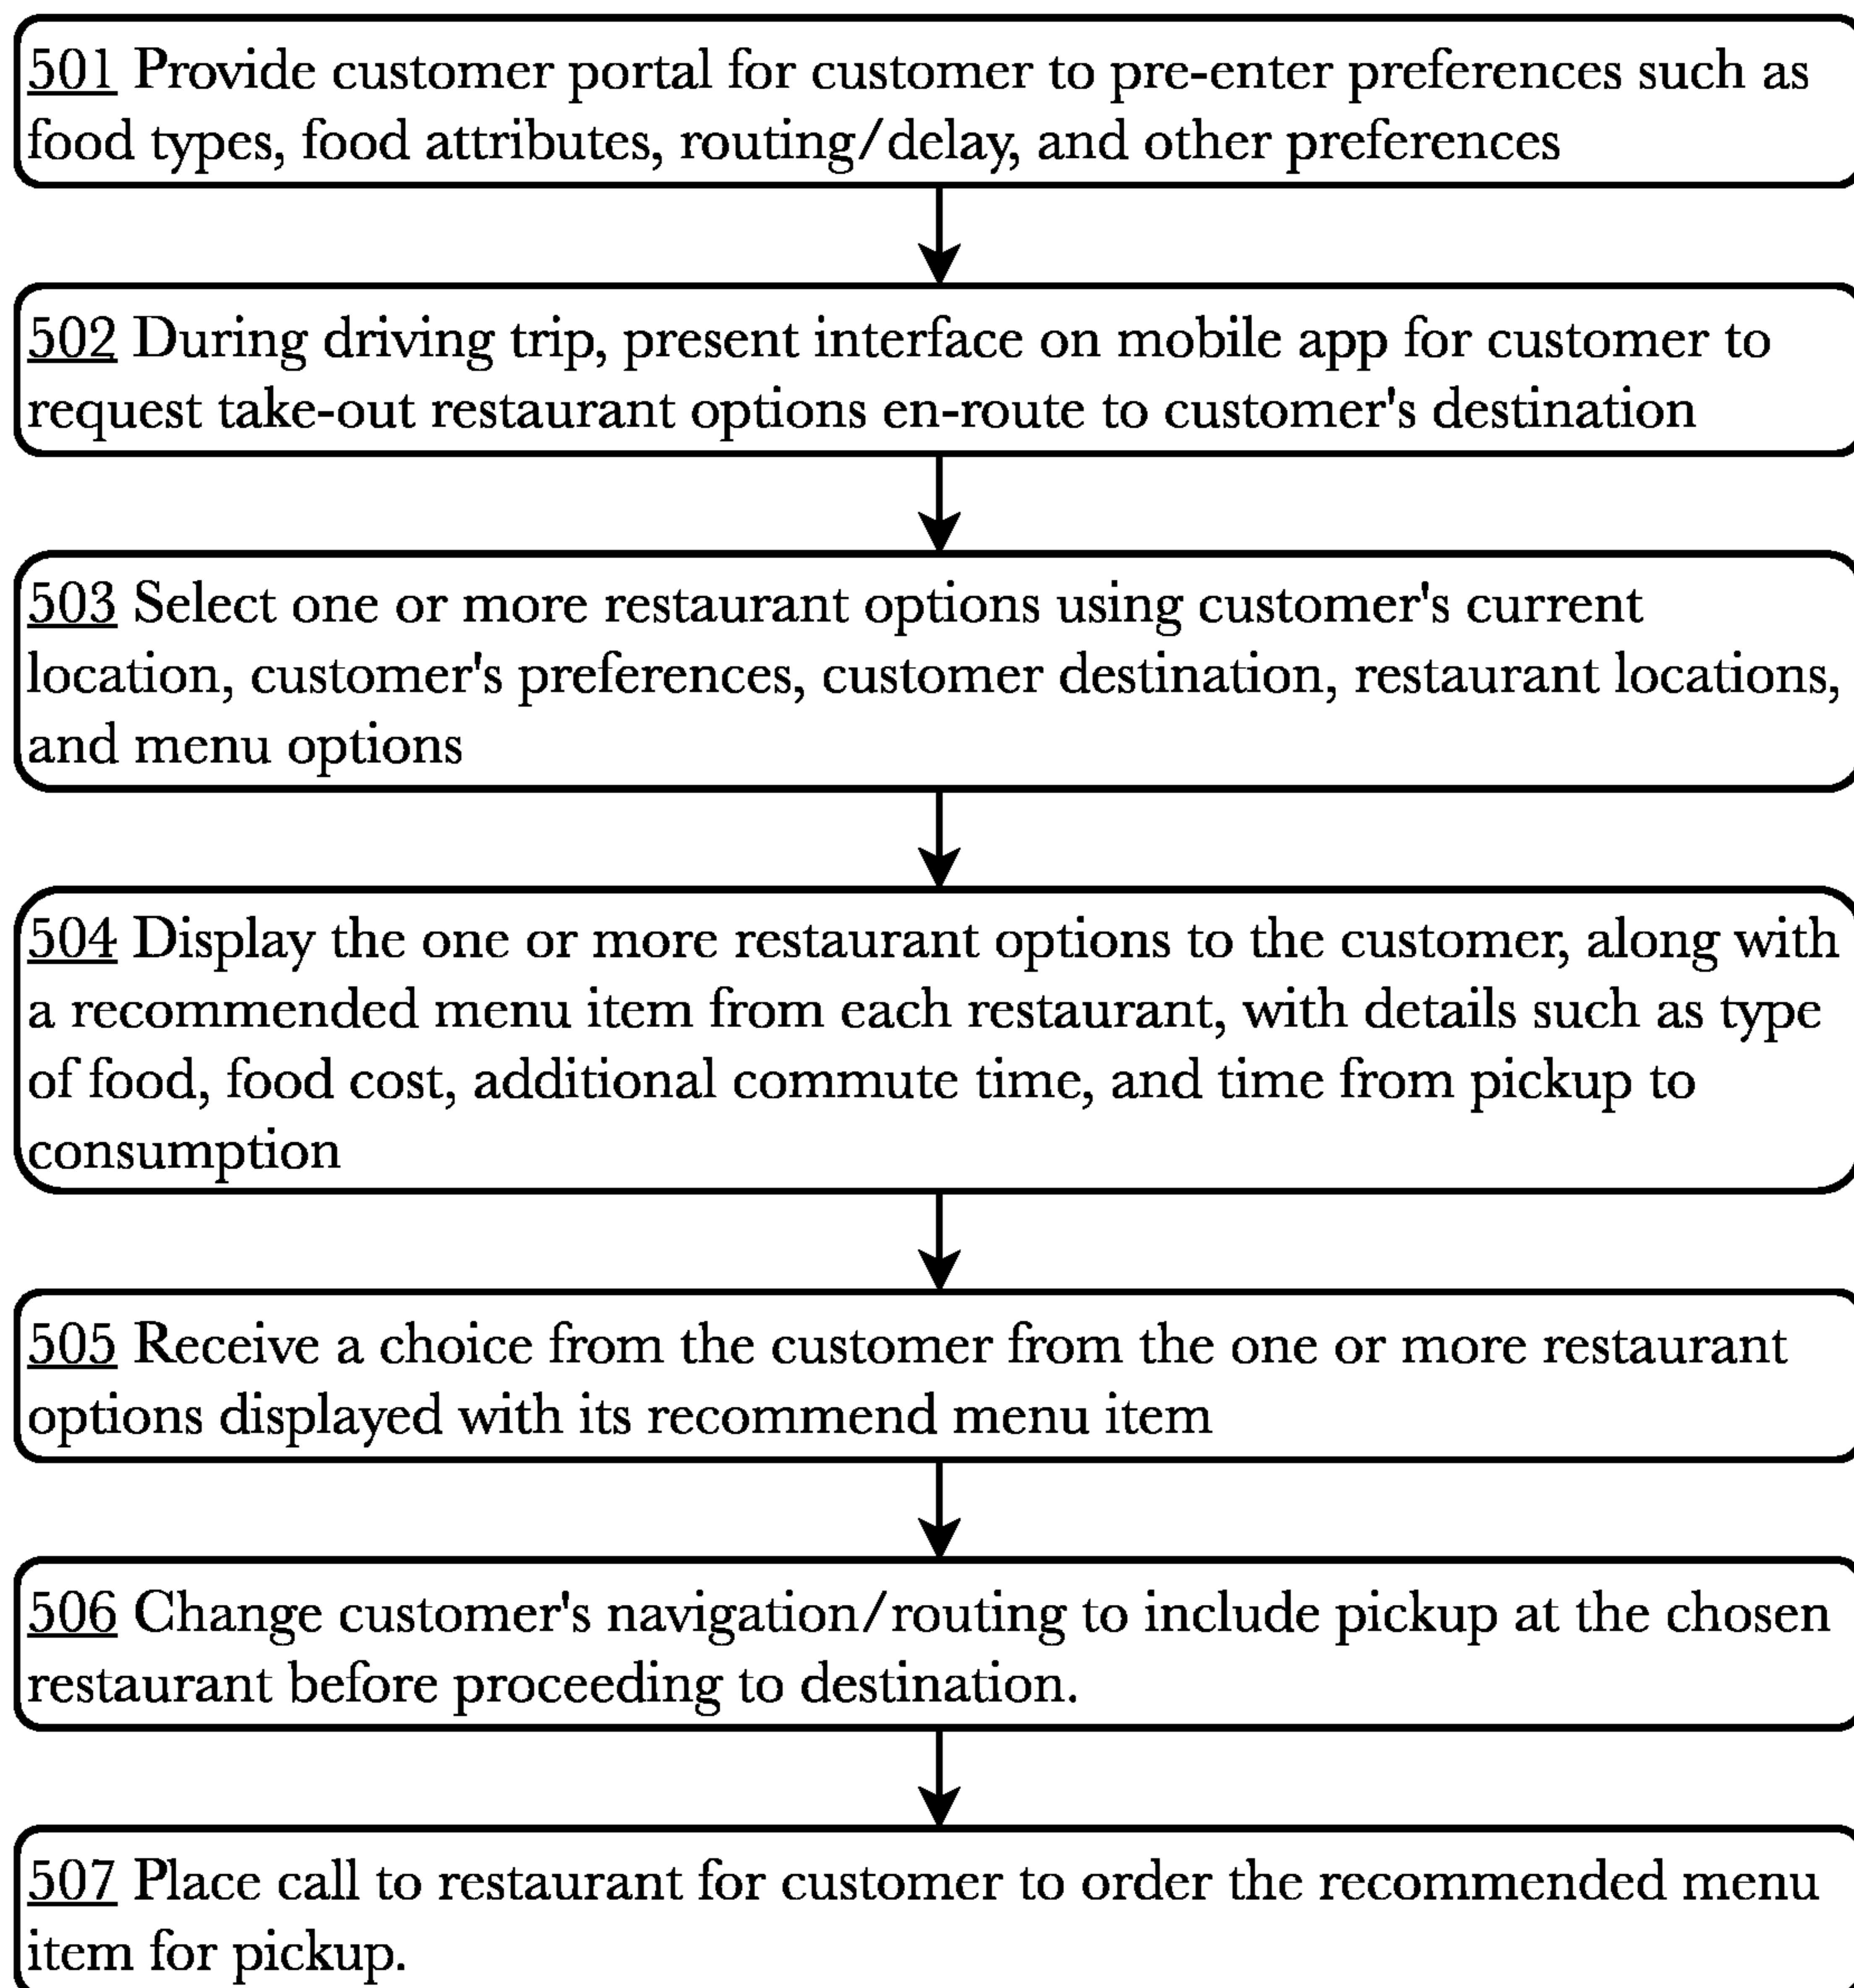 501 Provide customer portal for customer to pre-enter preferences such as
food types, food attributes, routing/delay, and other preferences
502 During driving trip, present interface on mobile app for customer to
request take-out restaurant options en-route to customer's destination
503 Select one or more restaurant options using customer's current
location, customer's preferences, customer destination, restaurant locations,
and menu options
504 Display the one or more restaurant options to the customer, along with
a recommended menu item from each restaurant, with details such as type
of food, food cost, additional commute time, and time from pickup to
consumption
505 Receive a choice from the customer from the one or more restaurant
options displayed with its recommend menu item
506 Change customer's navigation/routing to include pickup at the chosen
restaurant before proceeding to destination.
507 Place call to restaurant for customer to order the recommended menu
item for pickup.